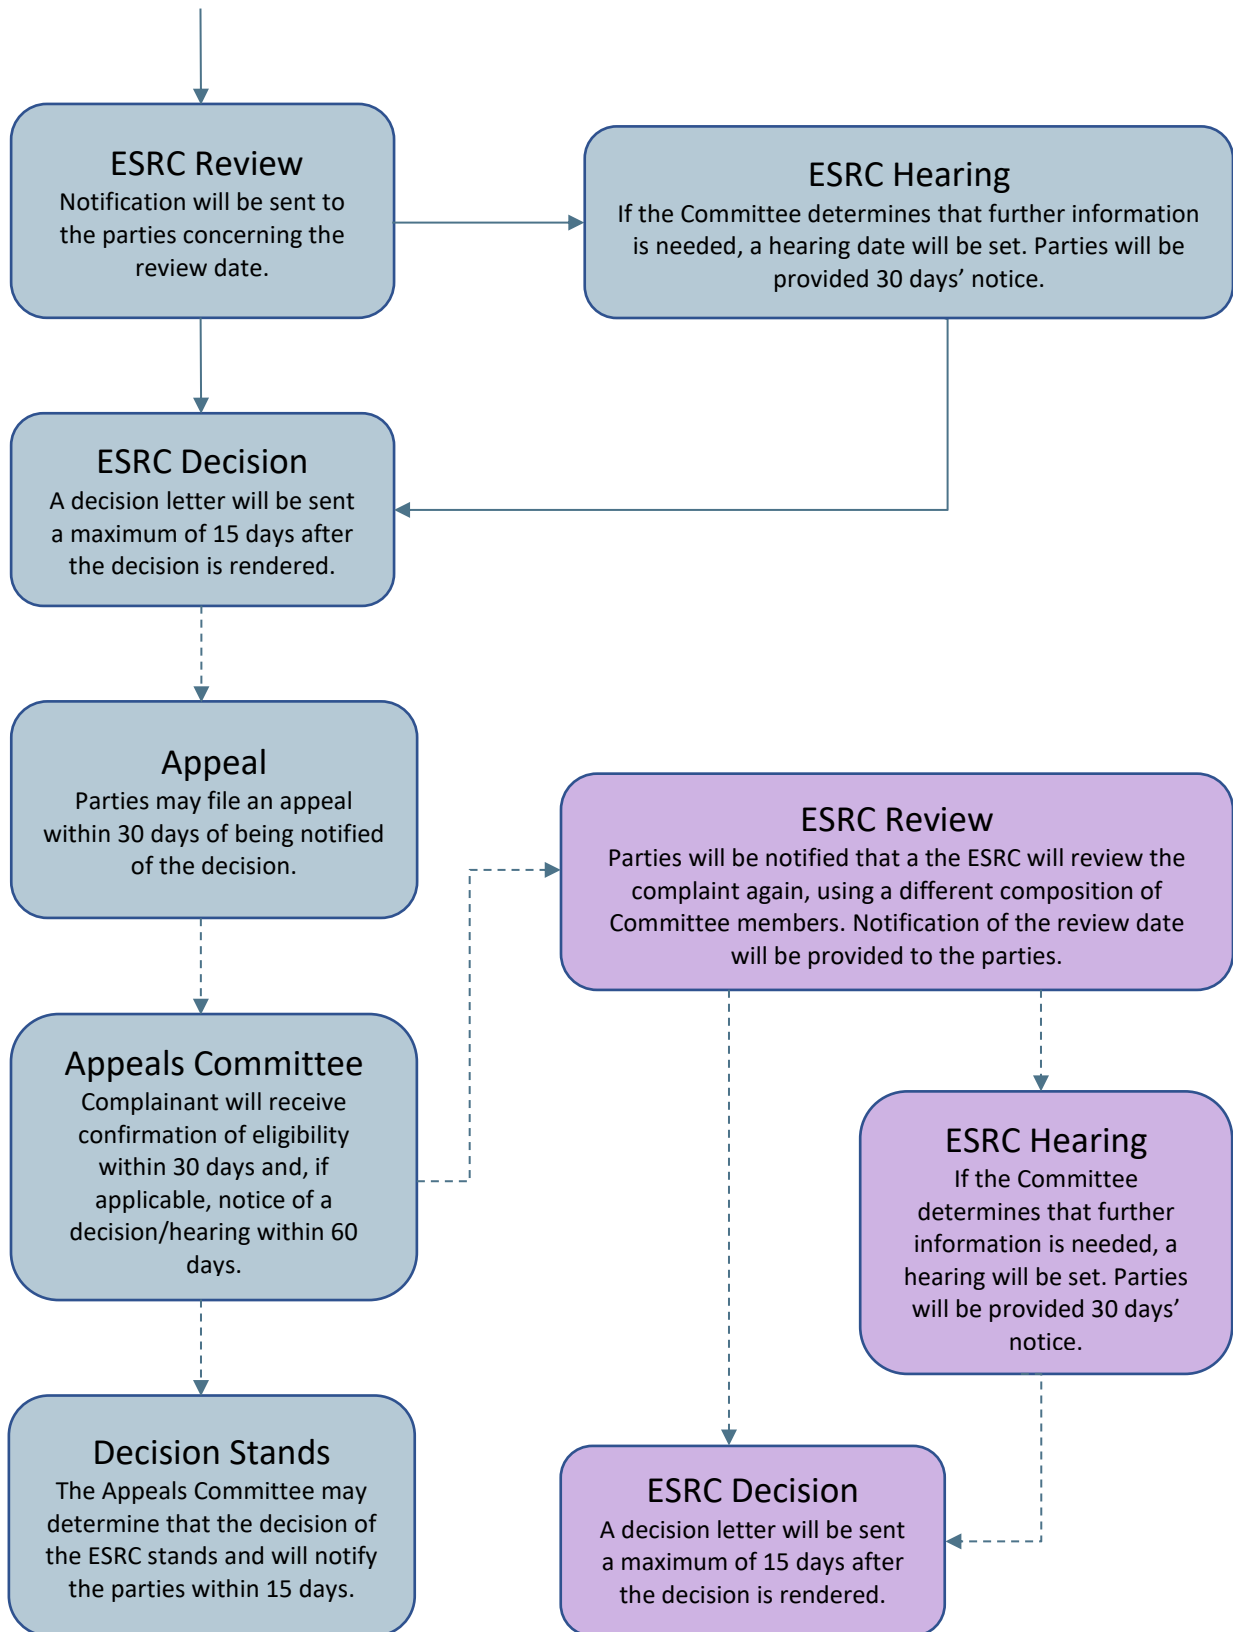 ESRC Review
Notification will be sent to
the parties concerning the
review date.
ESRC Hearing
If the Committee determines that further information
is needed, a hearing date will be set. Parties will be
provided 30 days’ notice.
ESRC Decision
A decision letter will be sent
a maximum of 15 days after
the decision is rendered.
Appeal
Parties may file an appeal
within 30 days of being notified
of the decision.
ESRC Review
Parties will be notified that a the ESRC will review the
complaint again, using a different composition of
Committee members. Notification of the review date
will be provided to the parties.
Appeals Committee
Complainant will receive
confirmation of eligibility
within 30 days and, if
applicable, notice of a
decision/hearing within 60
days.
ESRC Hearing
If the Committee
determines that further
information is needed, a
hearing will be set. Parties
will be provided 30 days’
notice.
Decision Stands
The Appeals Committee may
determine that the decision of
the ESRC stands and will notify
the parties within 15 days.
ESRC Decision
A decision letter will be sent
a maximum of 15 days after
the decision is rendered.